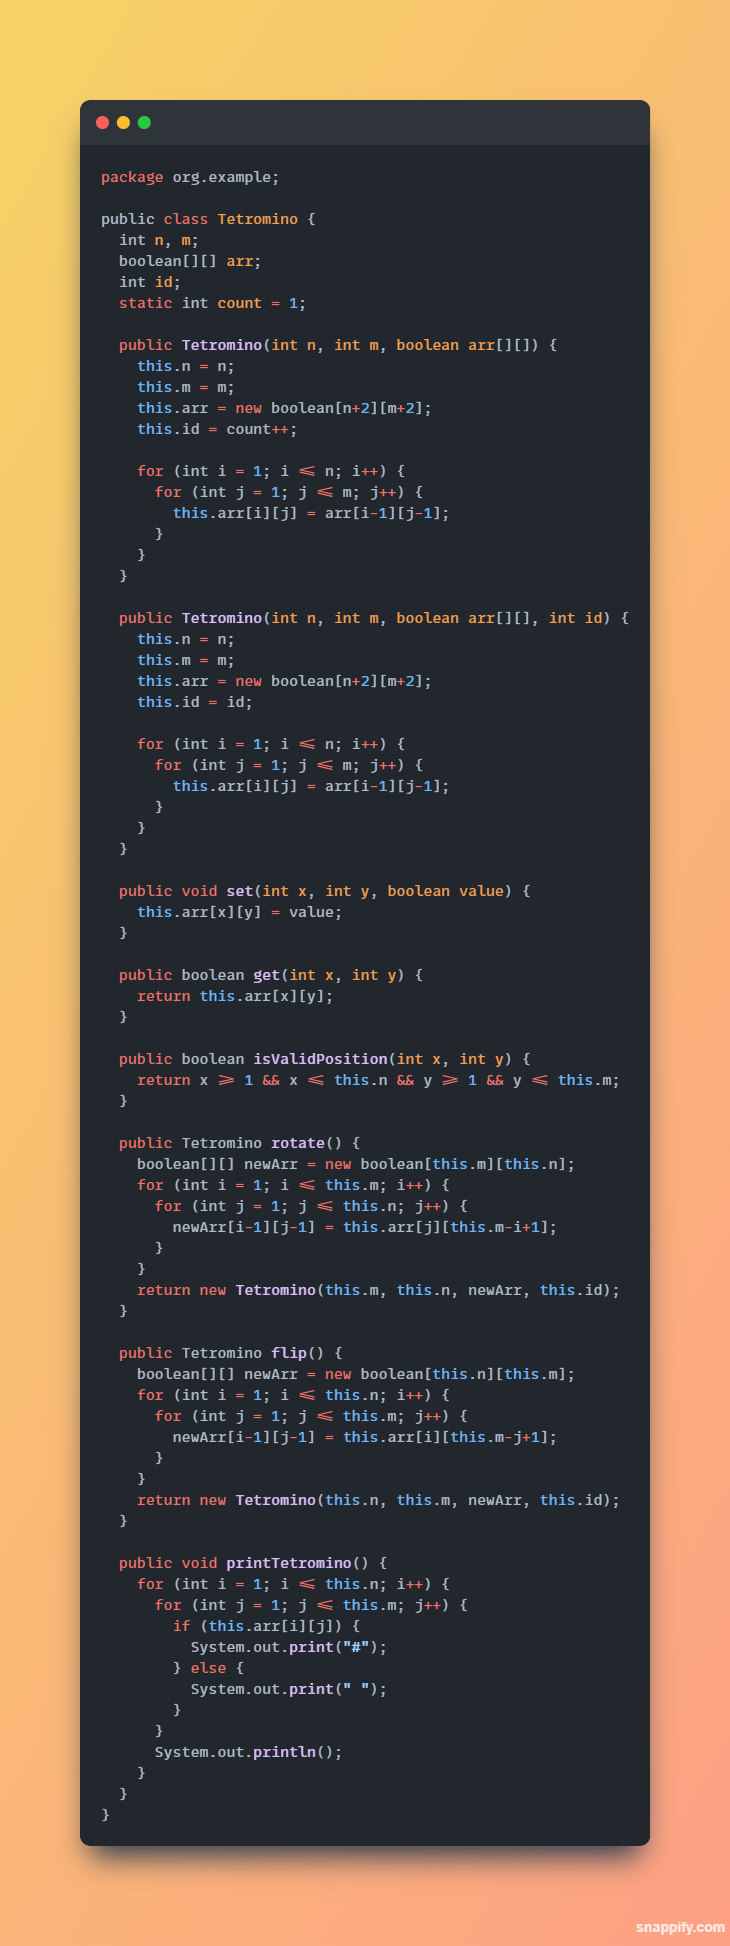 package org.example;

public class Tetromino {
  int n, m;
  boolean[][] arr;
  int id;
  static int count = 1;

  public Tetromino(int n, int m, boolean arr[][]) {
    this.n = n;
    this.m = m;
    this.arr = new boolean[n+2][m+2];
    this.id = count++;

    for (int i = 1; i <= n; i++) {
      for (int j = 1; j <= m; j++) {
        this.arr[i][j] = arr[i-1][j-1];
      }
    }
  }

  public Tetromino(int n, int m, boolean arr[][], int id) {
    this.n = n;
    this.m = m;
    this.arr = new boolean[n+2][m+2];
    this.id = id;

    for (int i = 1; i <= n; i++) {
      for (int j = 1; j <= m; j++) {
        this.arr[i][j] = arr[i-1][j-1];
      }
    }
  }

  public void set(int x, int y, boolean value) {
    this.arr[x][y] = value;
  }

  public boolean get(int x, int y) {
    return this.arr[x][y];
  }

  public boolean isValidPosition(int x, int y) {
    return x >= 1 && x <= this.n && y >= 1 && y <= this.m;
  }

  public Tetromino rotate() {
    boolean[][] newArr = new boolean[this.m][this.n];
    for (int i = 1; i <= this.m; i++) {
      for (int j = 1; j <= this.n; j++) {
        newArr[i-1][j-1] = this.arr[j][this.m-i+1];
      }
    }
    return new Tetromino(this.m, this.n, newArr, this.id);
  }

  public Tetromino flip() {
    boolean[][] newArr = new boolean[this.n][this.m];
    for (int i = 1; i <= this.n; i++) {
      for (int j = 1; j <= this.m; j++) {
        newArr[i-1][j-1] = this.arr[i][this.m-j+1];
      }
    }
    return new Tetromino(this.n, this.m, newArr, this.id);
  }

  public void printTetromino() {
    for (int i = 1; i <= this.n; i++) {
      for (int j = 1; j <= this.m; j++) {
        if (this.arr[i][j]) {
          System.out.print("#");
        } else {
          System.out.print(" ");
        }
      }
      System.out.println();
    }
  }
}
snappify.com